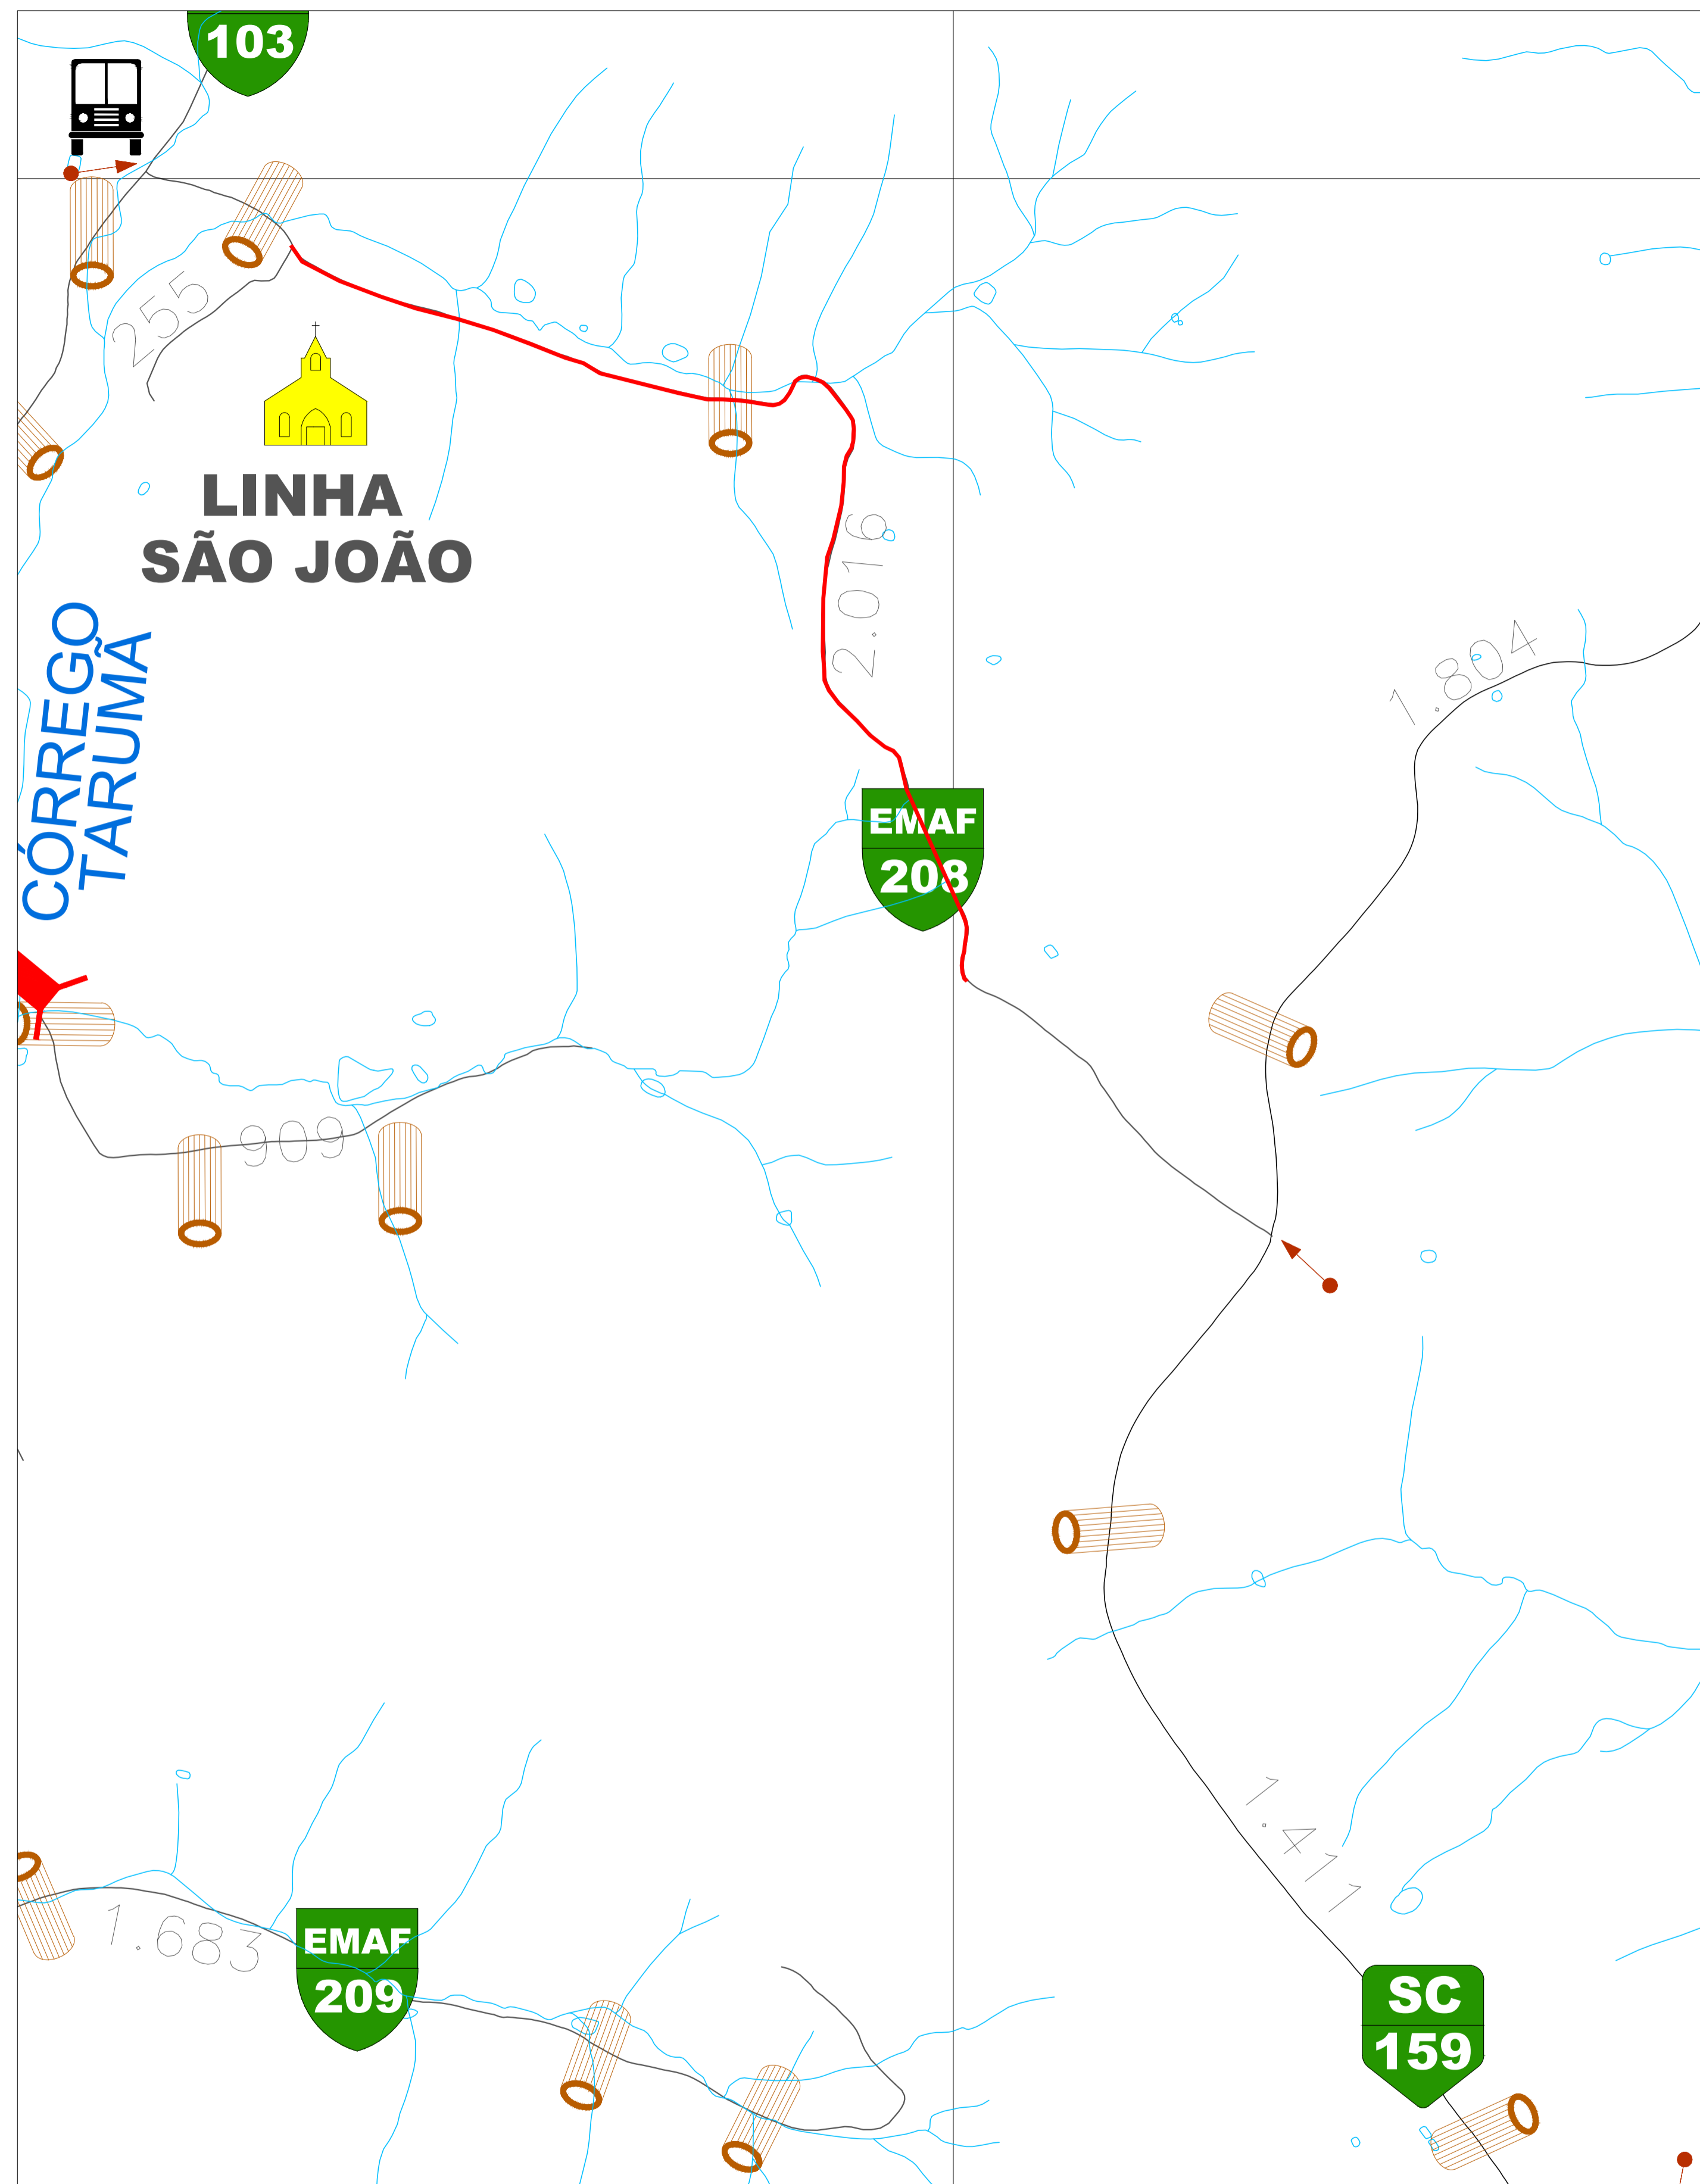 103
255
LINHA
SÃO JOÃO
2.016
1.804
CÓRREGO
TARUMÃ
EMAF
208
909
1.411
1.683
EMAF
209
SC
159